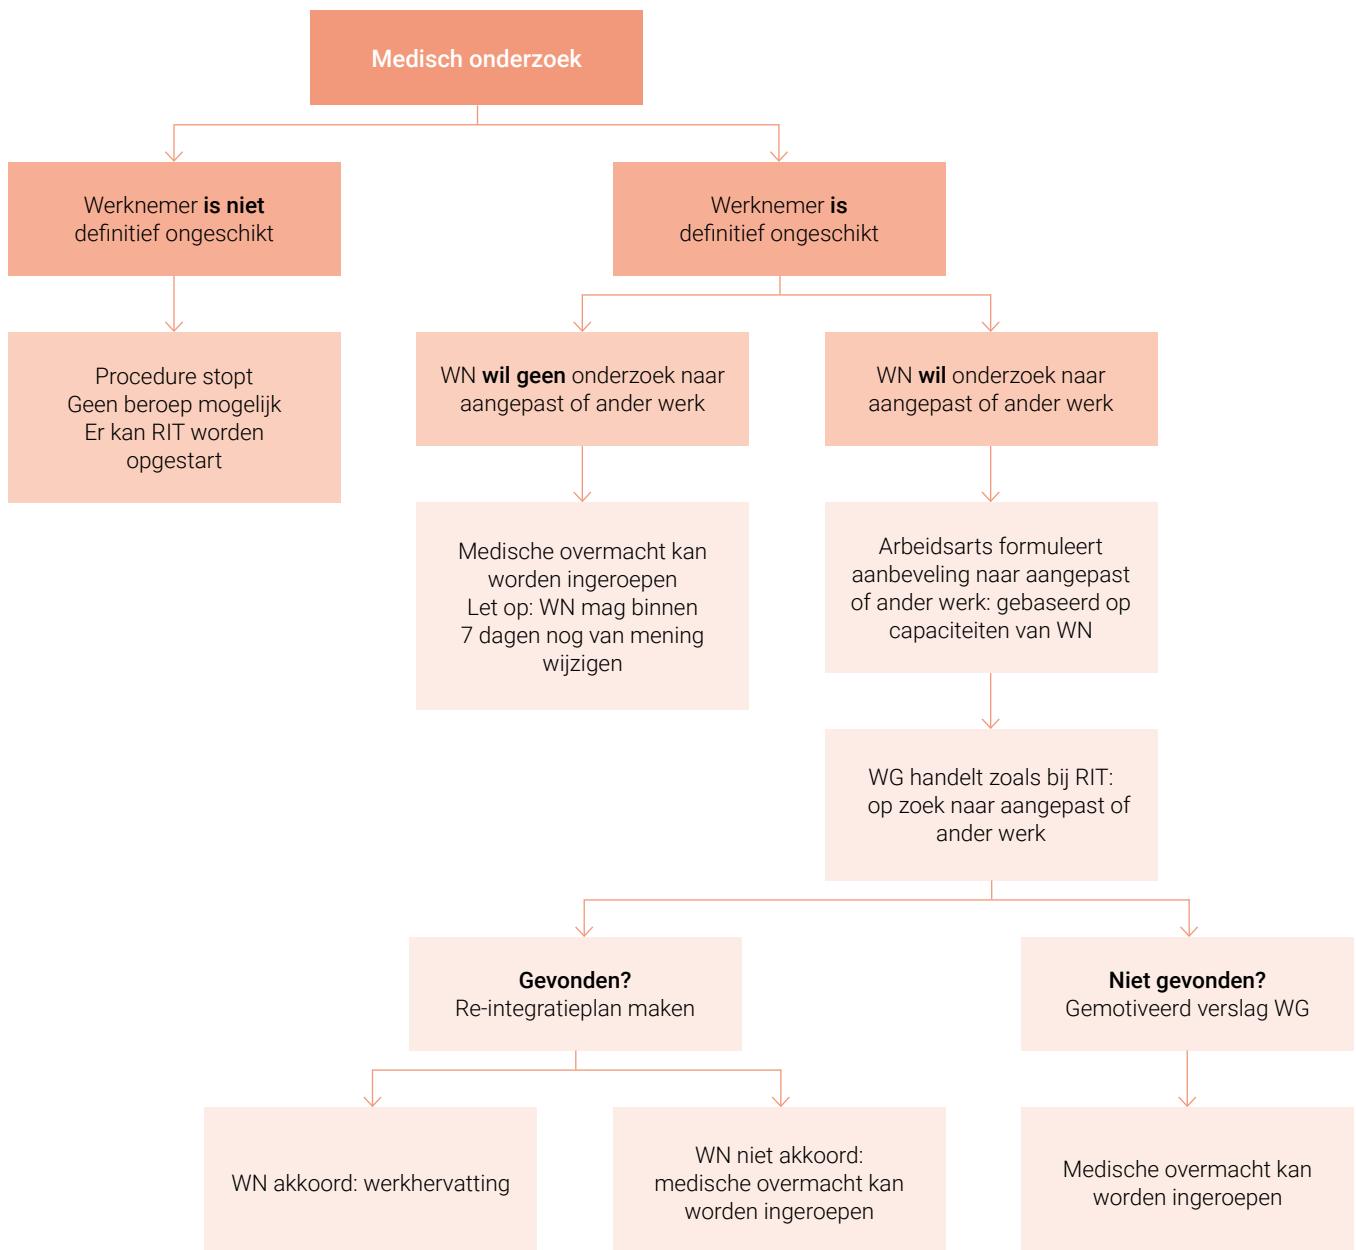 Medisch onderzoek
Werknemer is niet
definitief ongeschikt
Werknemer is
definitief ongeschikt
Procedure stopt
Geen beroep mogelijk
Er kan RIT worden
opgestart
WN wil geen onderzoek naar
aangepast of ander werk
WN wil onderzoek naar
aangepast of ander werk
Medische overmacht kan
worden ingeroepen
Let op: WN mag binnen
7 dagen nog van mening
wijzigen
Arbeidsarts formuleert
aanbeveling naar aangepast
of ander werk: gebaseerd op
capaciteiten van WN
WG handelt zoals bij RIT:
op zoek naar aangepast of
ander werk
Gevonden?
Re-integratieplan maken
Niet gevonden?
Gemotiveerd verslag WG
WN akkoord: werkhervatting
WN niet akkoord:
medische overmacht kan
worden ingeroepen
Medische overmacht kan
worden ingeroepen